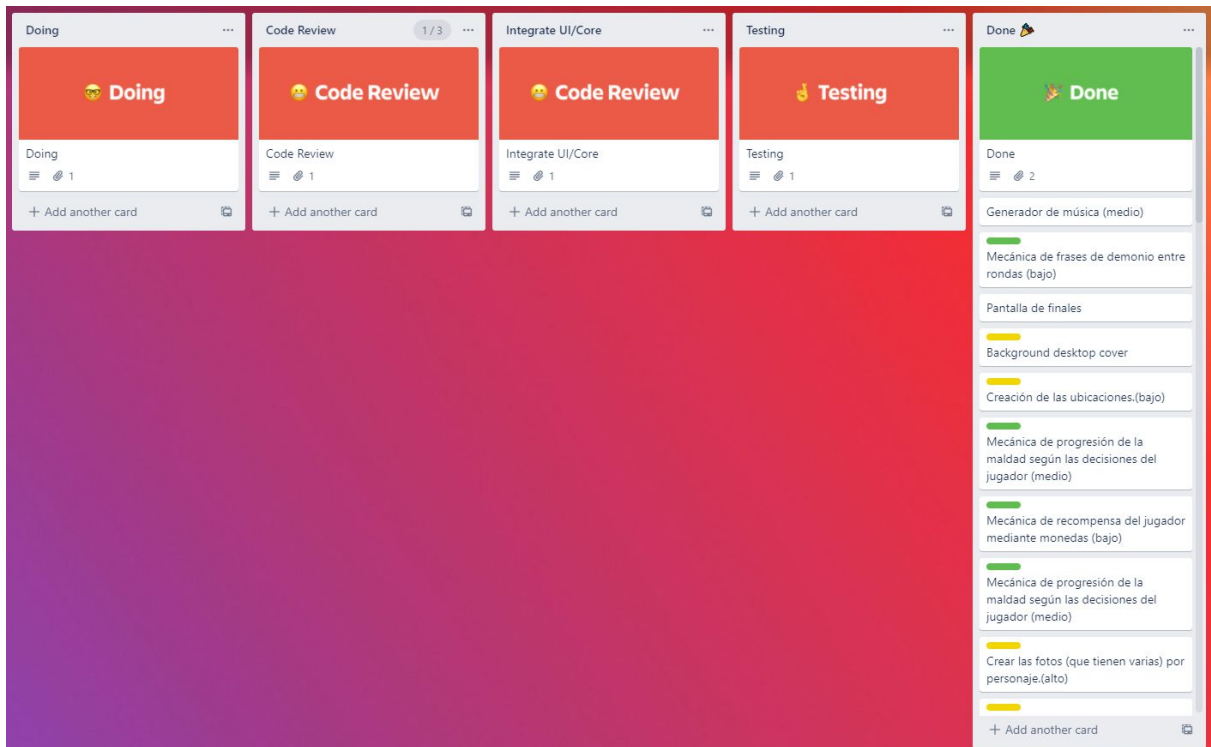 Doing
🤓 Doing
Doing
1
+ Add another card
Code Review
1 / 3
😬 Code Review
Code Review
1
+ Add another card
Integrate UI/Core
😬 Code Review
Integrate UI/Core
1
+ Add another card
Testing
🤞 Testing
Testing
1
+ Add another card
Done 🎉
🎉 Done
Done
2
Generador de música (medio)
Mecánica de frases de demonio entre
rondas (bajo)
Pantalla de finales
Background desktop cover
Creación de las ubicaciones.(bajo)
Mecánica de progresión de la
maldad según las decisiones del
jugador (medio)
Mecánica de recompensa del jugador
mediante monedas (bajo)
Mecánica de progresión de la
maldad según las decisiones del
jugador (medio)
Crear las fotos (que tienen varias) por
personaje.(alto)
+ Add another card